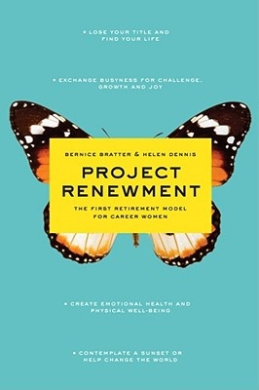 • LOSE YOUR TITLE AND
FIND YOUR LIFE
• EXCHANGE BUSYNESS FOR CHALLENGE,
GROWTH AND JOY
BERNICE BRATTER & HELEN DENNIS
PROJECT
RENEWMENT
THE FIRST RETIREMENT MODEL
FOR CAREER WOMEN
• CREATE EMOTIONAL HEALTH AND
PHYSICAL WELL-BEING
• CONTEMPLATE A SUNSET OR
HELP CHANGE THE WORLD